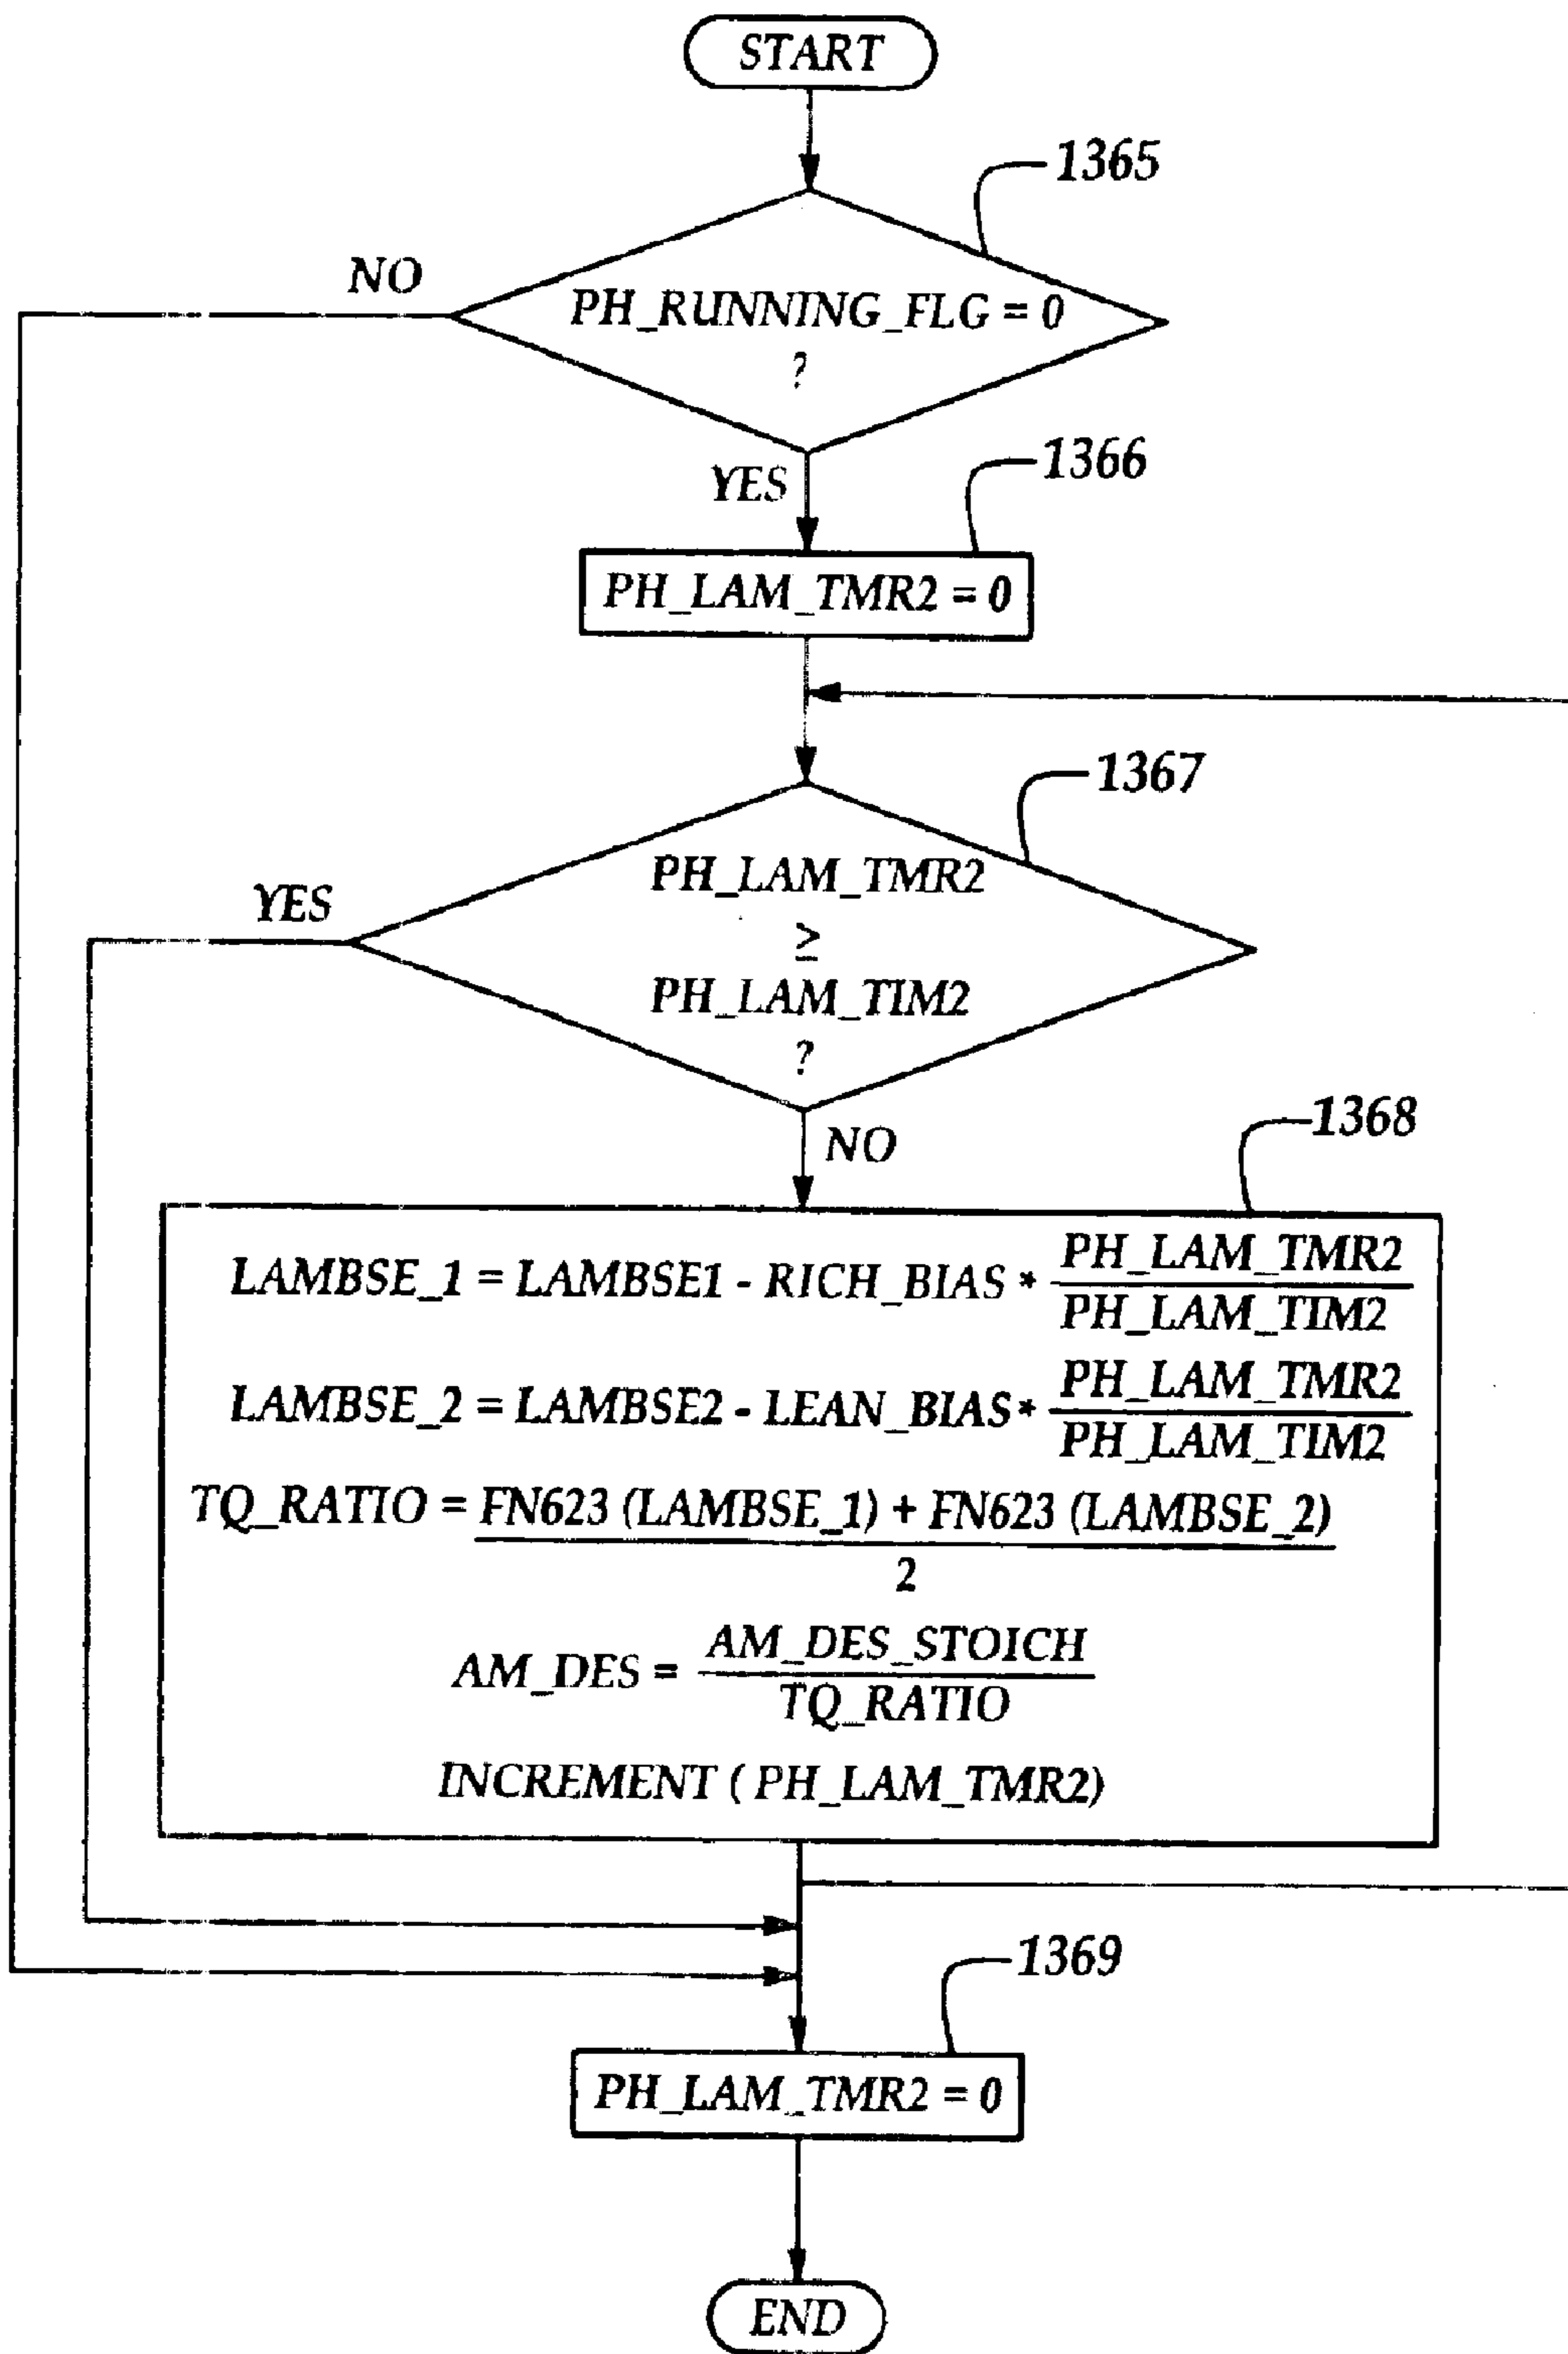 START
1365
NO
PH_RUNNING_FLG = 0
?
YES
1366
PH_LAM_TMR2 = 0
1367
YES
PH_LAM_TMR2
≥
PH_LAM_TIM2
?
NO
1368
LAMBSE_1 = LAMBSE1 - RICH_BIAS * PH_LAM_TMR2
PH_LAM_TIM2
LAMBSE_2 = LAMBSE2 - LEAN_BIAS * PH_LAM_TMR2
PH_LAM_TIM2
TQ_RATIO = FN623 (LAMBSE_1) + FN623 (LAMBSE_2)
2
AM_DES = AM_DES_STOICH
TQ_RATIO
INCREMENT ( PH_LAM_TMR2)
1369
PH_LAM_TMR2 = 0
END